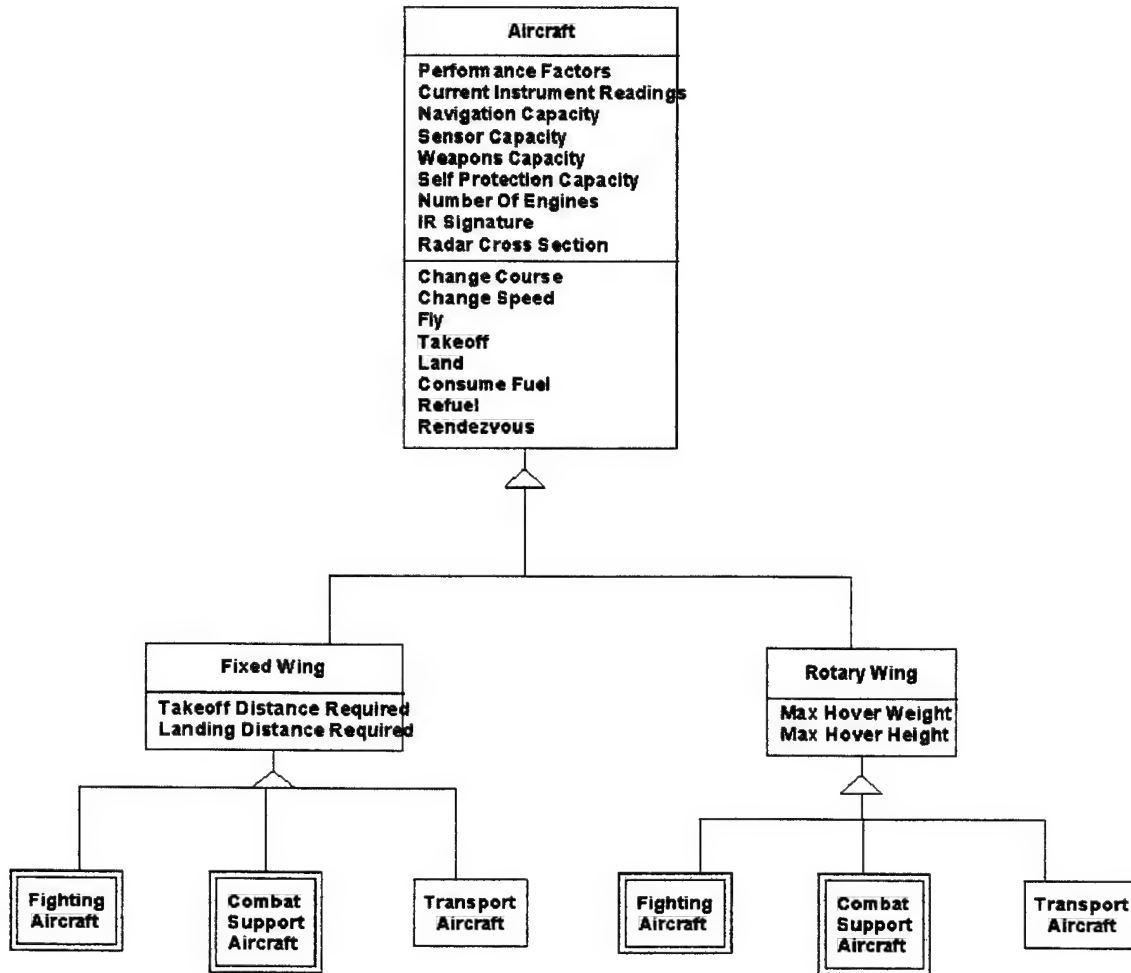 Aircraft
Performance Factors
Current Instrument Readings
Navigation Capacity
Sensor Capacity
Weapons Capacity
Self Protection Capacity
Number Of Engines
IR Signature
Radar Cross Section
Change Course
Change Speed
Fly
Takeoff
Land
Consume Fuel
Refuel
Rendezvous
Fixed Wing
Takeoff Distance Required
Landing Distance Required
Rotary Wing
Max Hover Weight
Max Hover Height
Fighting
Aircraft
Combat
Support
Aircraft
Transport
Aircraft
Fighting
Aircraft
Combat
Support
Aircraft
Transport
Aircraft